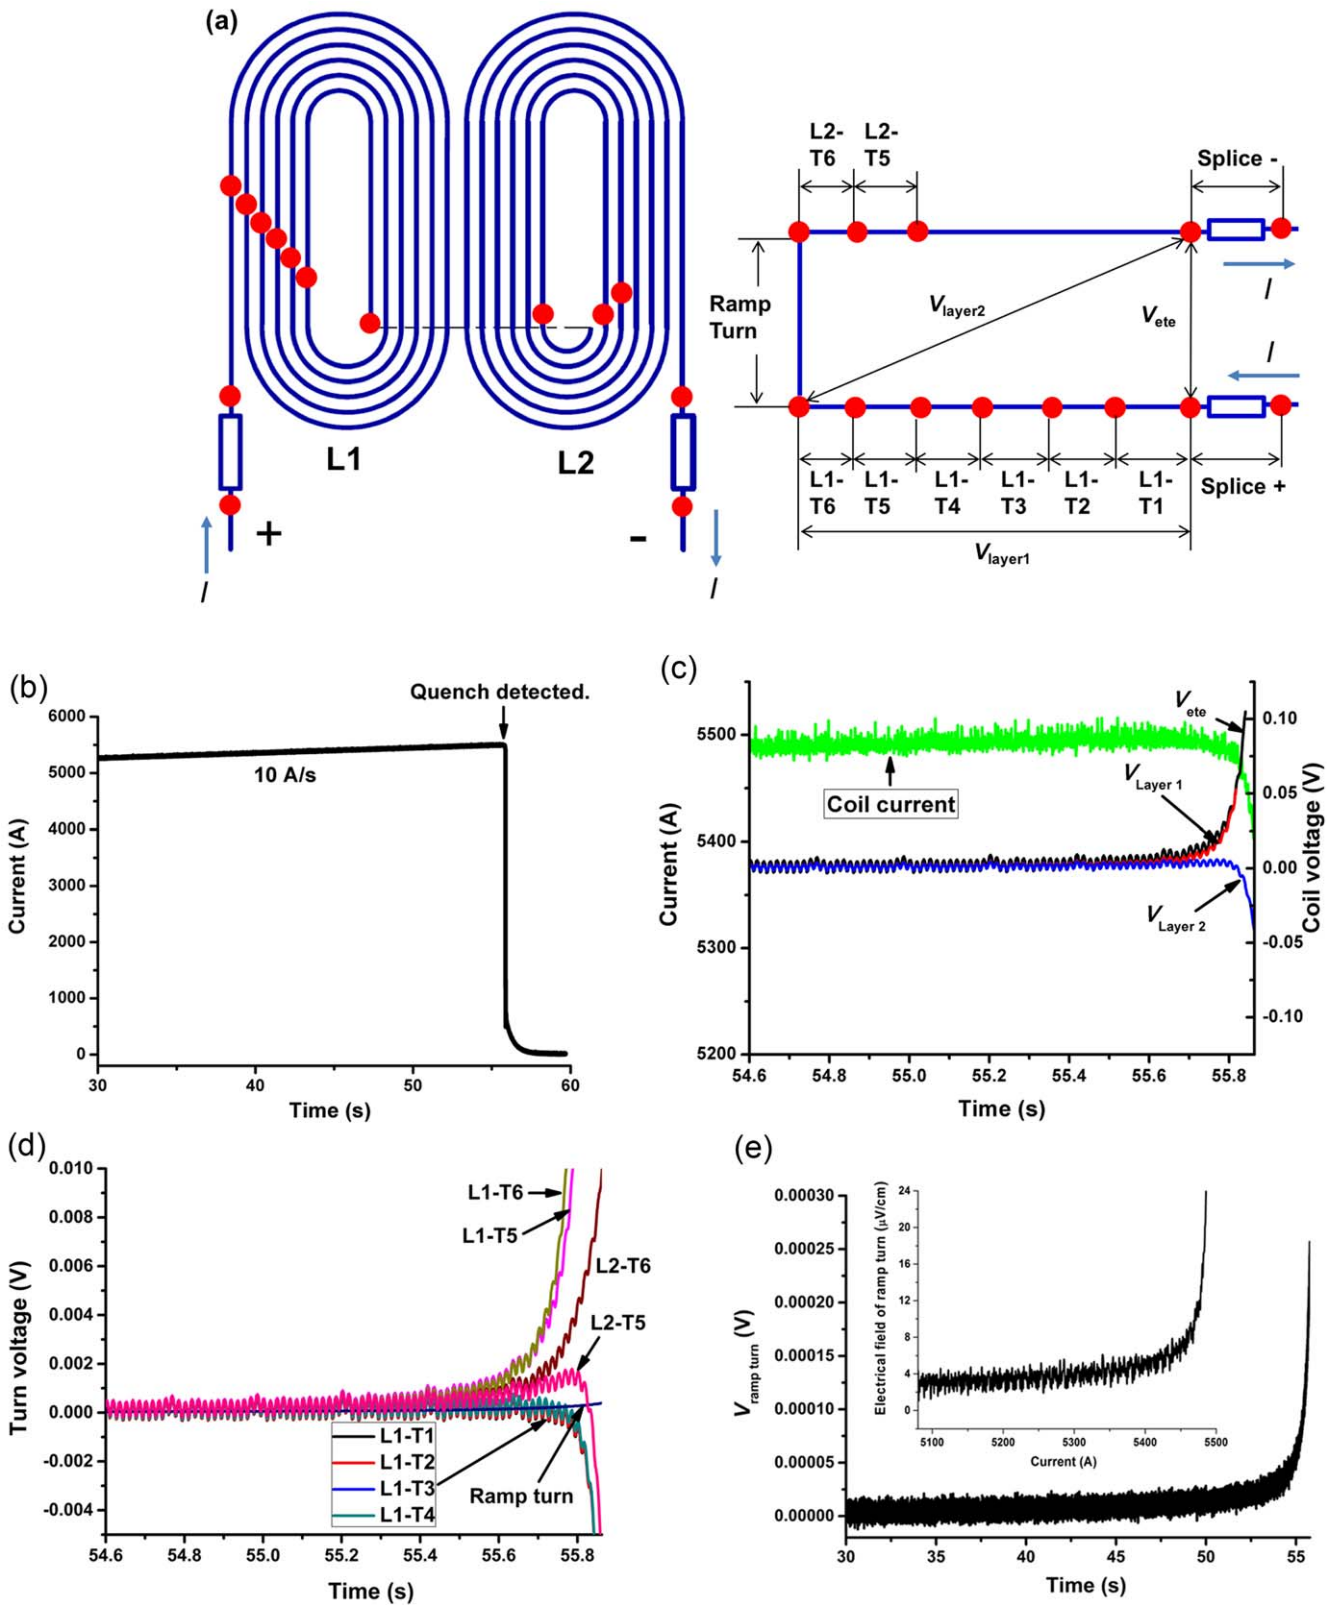 (a)
L1
L2
+
-
I
I
L2-
T6
L2-
T5
Splice -
Ramp
Turn
Vlayer2
Vete
I
I
L1-
T6
L1-
T5
L1-
T4
L1-
T3
L1-
T2
L1-
T1
Splice +
Vlayer1
(b)
Quench detected.
10 A/s
Current (A)
6000
5000
4000
3000
2000
1000
0
30
40
50
60
Time (s)
(c)
Vete
VLayer 1
Coil current
VLayer 2
Current (A)
5500
5400
5300
5200
Coil voltage (V)
0.10
0.05
0.00
-0.05
-0.10
54.6
54.8
55.0
55.2
55.4
55.6
55.8
Time (s)
(d)
Turn voltage (V)
0.010
0.008
0.006
0.004
0.002
0.000
-0.002
-0.004
L1-T6
L1-T5
L2-T6
L2-T5
L1-T1
L1-T2
L1-T3
L1-T4
Ramp turn
54.6
54.8
55.0
55.2
55.4
55.6
55.8
Time (s)
(e)
Vramp turn (V)
0.00030
0.00025
0.00020
0.00015
0.00010
0.00005
0.00000
30
35
40
45
50
55
Time (s)
Electrical field of ramp turn (μV/cm)
24
20
16
12
8
4
0
5100
5200
5300
5400
5500
Current (A)